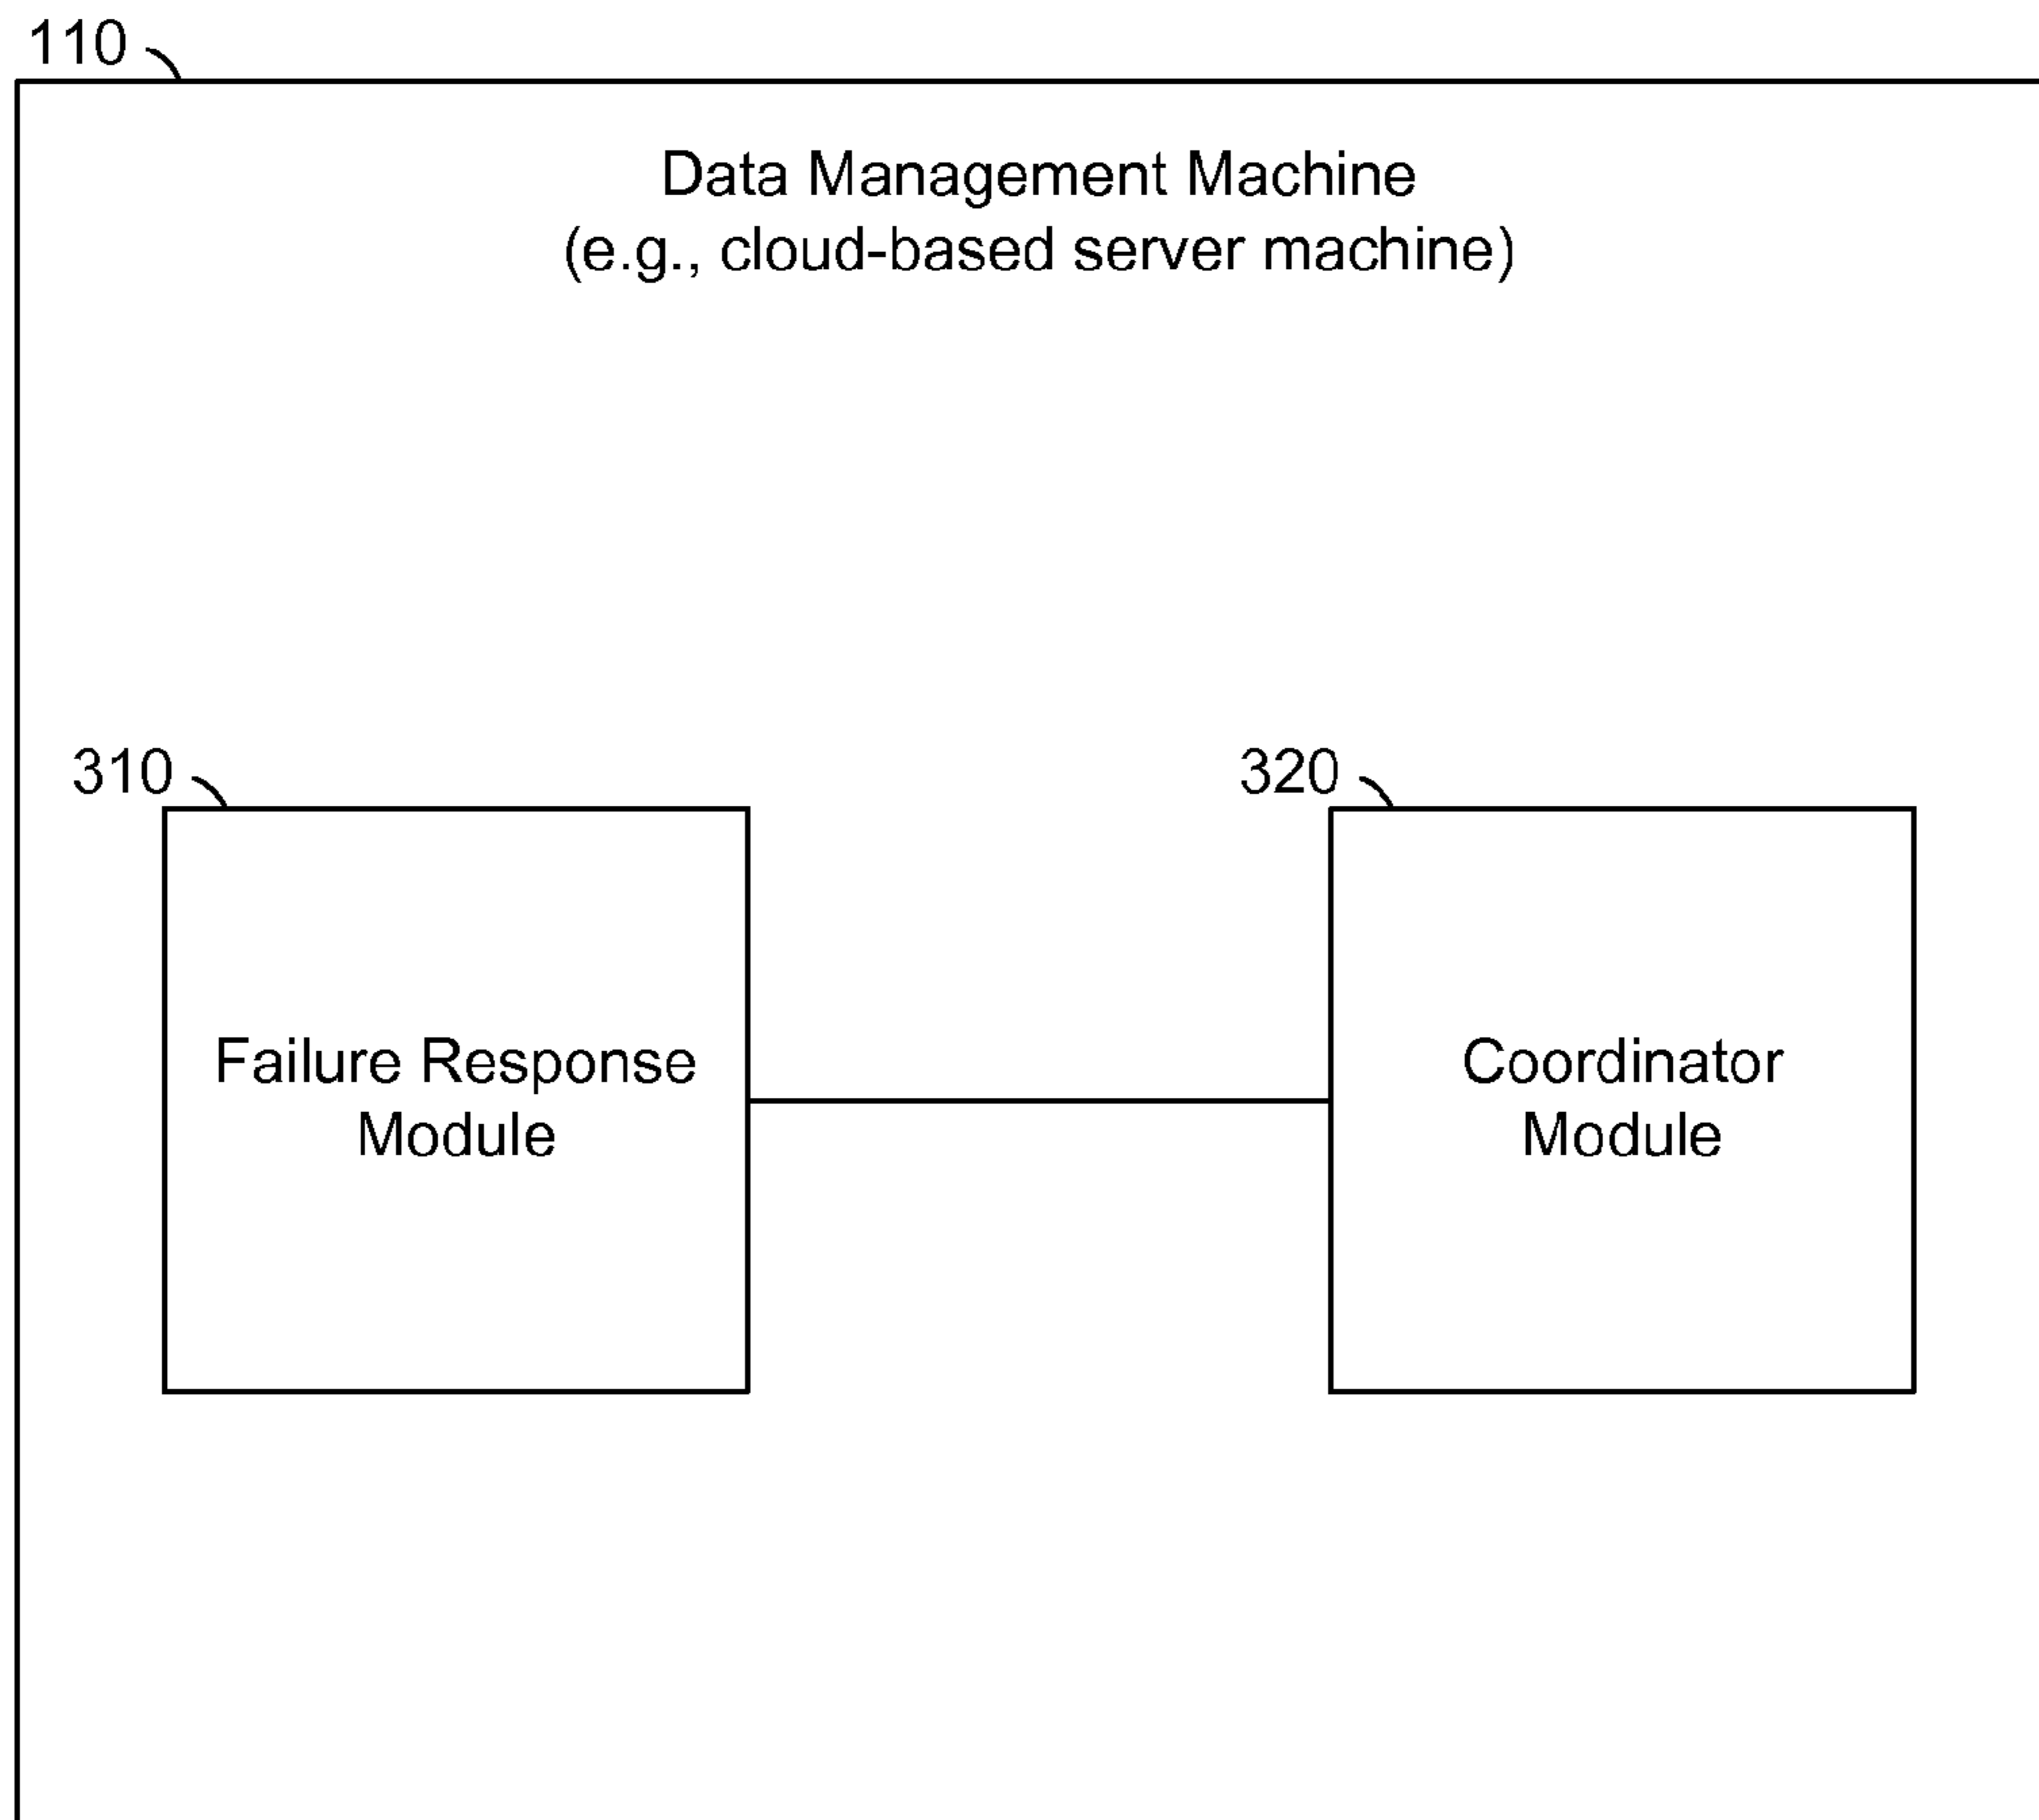 110
Data Management Machine
(e.g., cloud-based server machine)
310
320
Failure Response
Module
Coordinator
Module